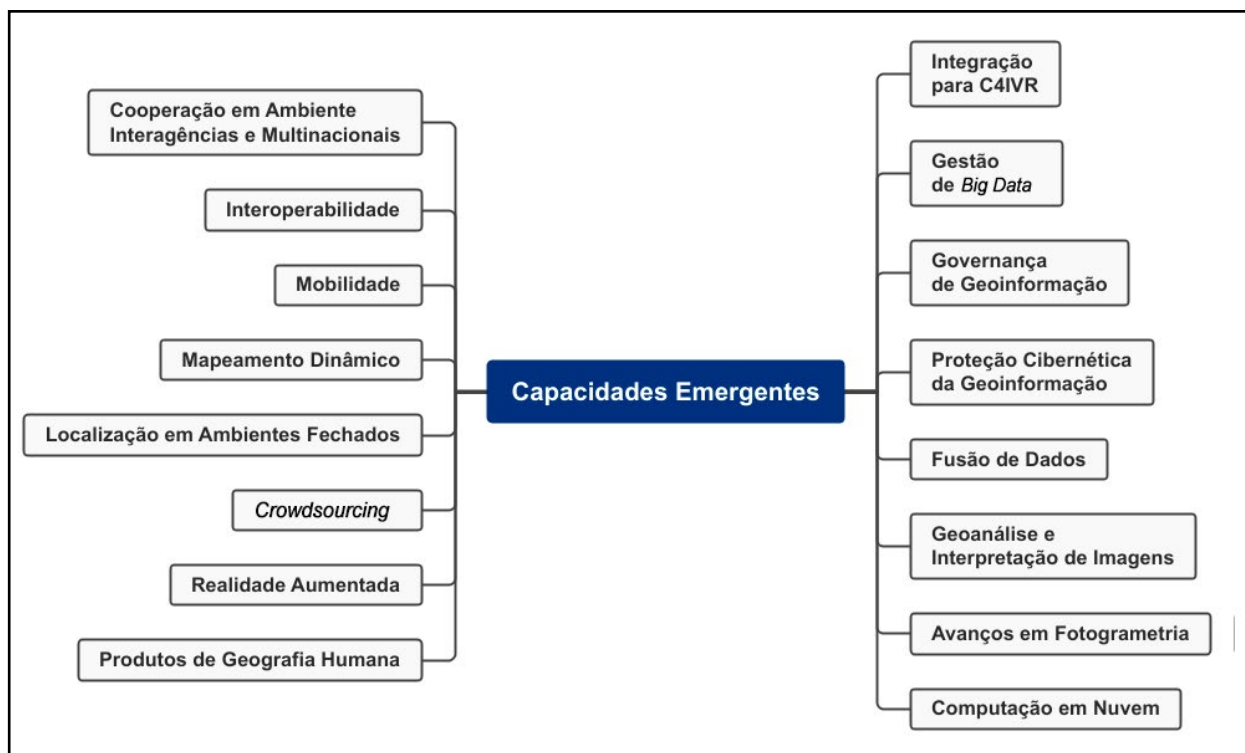 Cooperação em Ambiente
Interagências e Multinacionais
Interoperabilidade
Mobilidade
Mapeamento Dinâmico
Localização em Ambientes Fechados
Crowdsourcing
Realidade Aumentada
Produtos de Geografia Humana
Capacidades Emergentes
Integração
para C4IVR
Gestão
de Big Data
Governança
de Geoinformação
Proteção Cibernética
da Geoinformação
Fusão de Dados
Geoanálise e
Interpretação de Imagens
Avanços em Fotogrametria
Computação em Nuvem